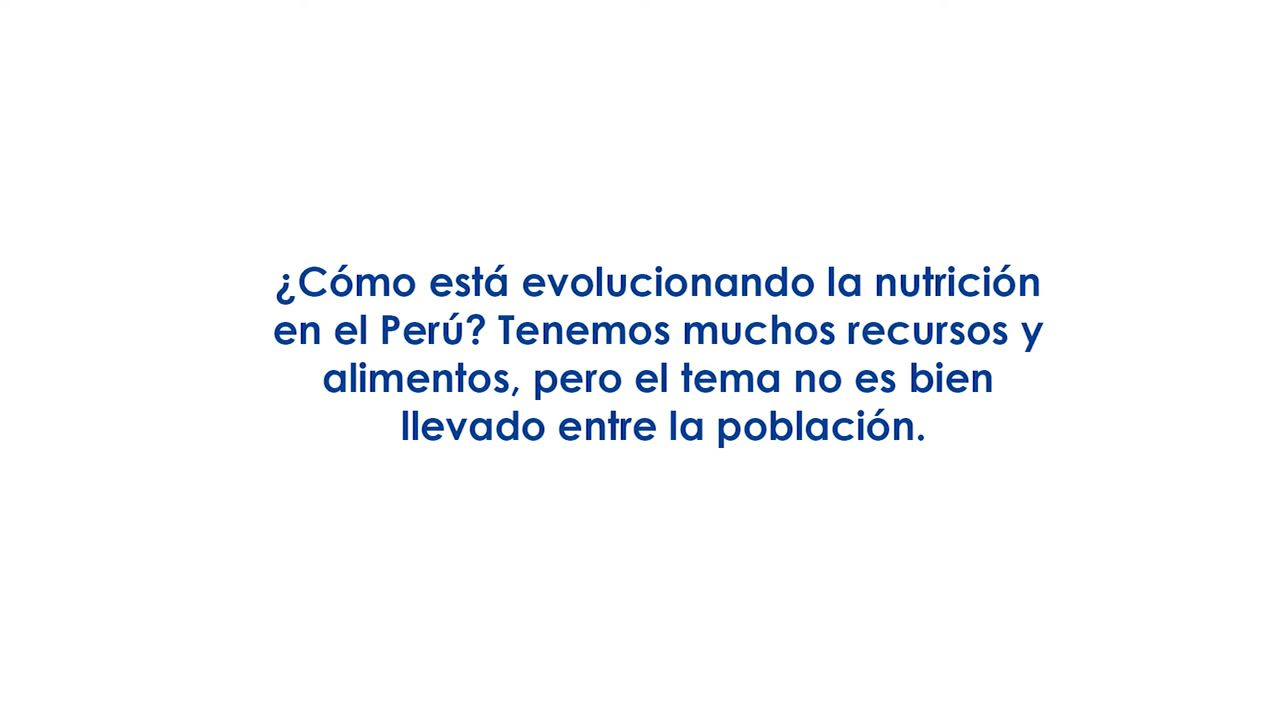 ¿Cómo está evolucionando la nutrición
en el Perú? Tenemos muchos recursos y
alimentos, pero el tema no es bien
llevado entre la población.